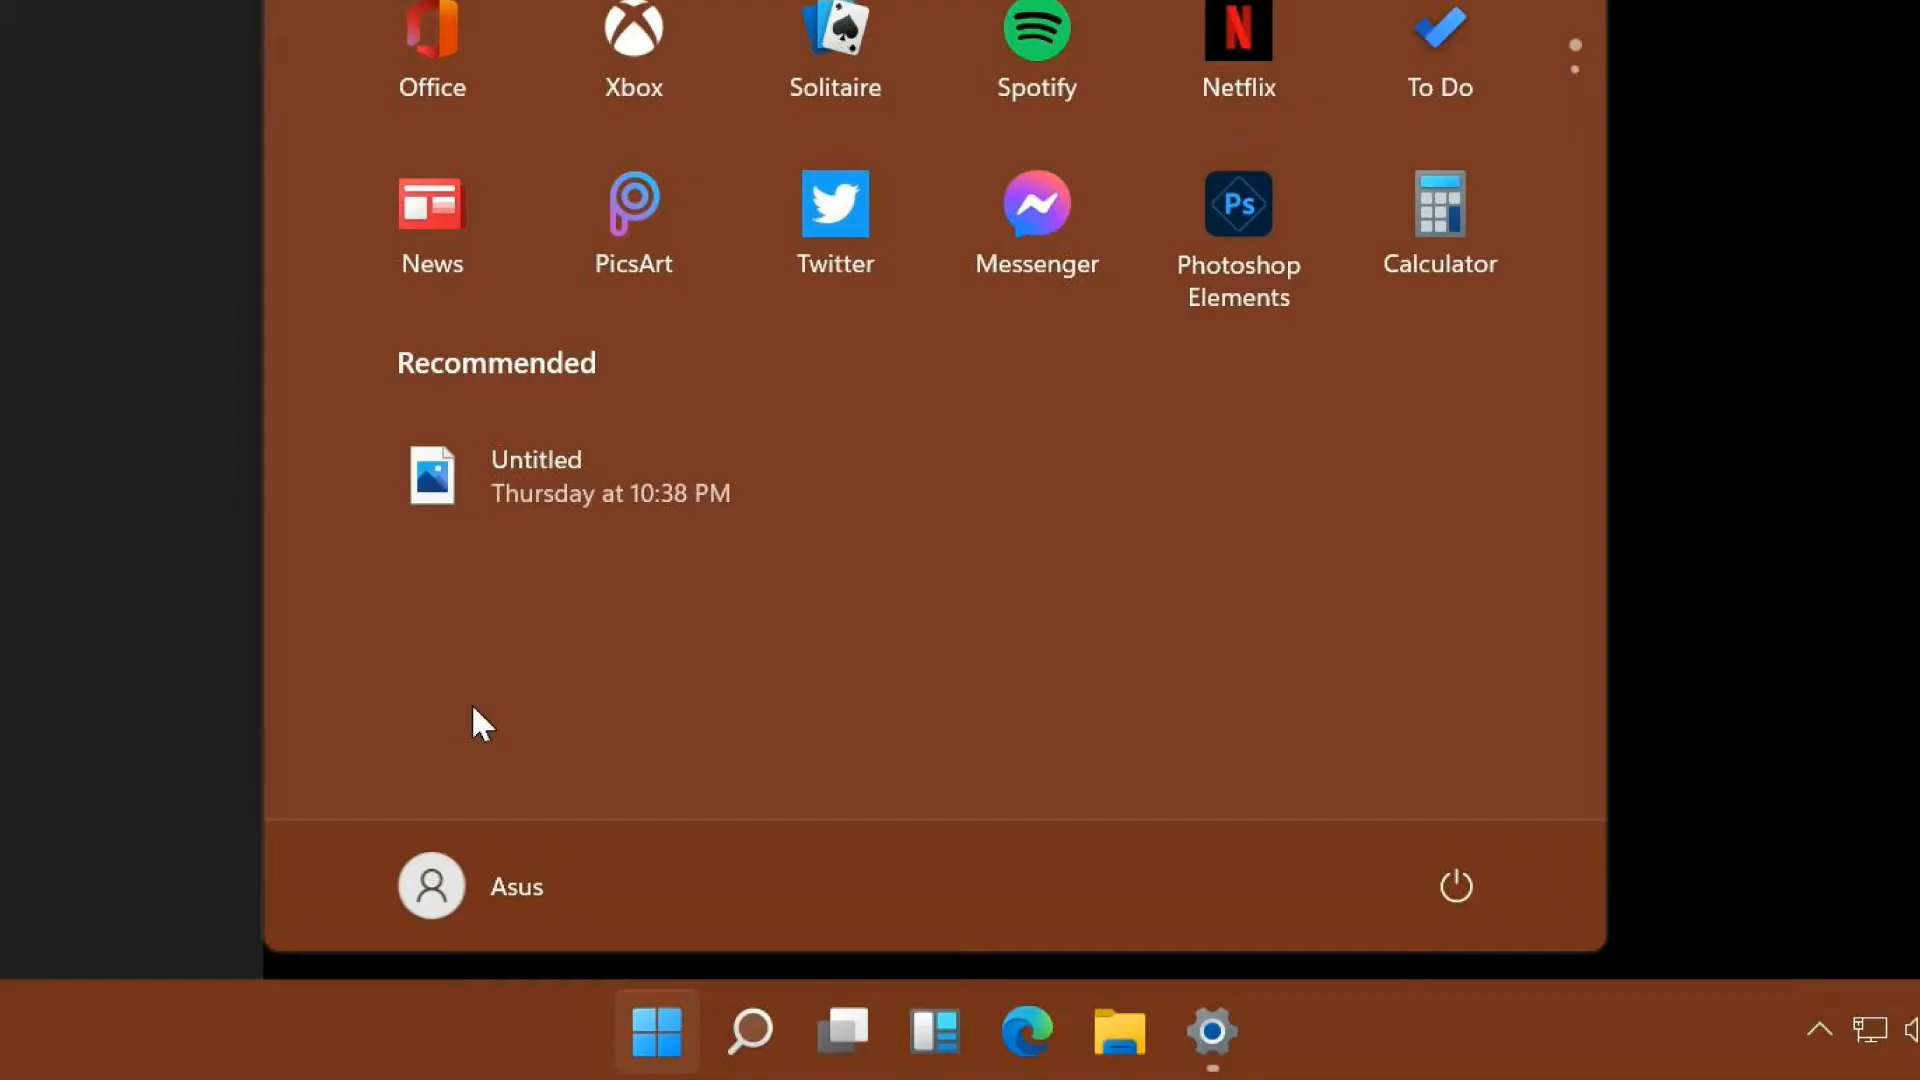 Office
Xbox
Solitaire
Spotify
Netflix
To Do
News
PicsArt
Twitter
Messenger
Ps
Photoshop
Elements
Calculator
Recommended
Untitled
Thursday at 10:38 PM
Asus